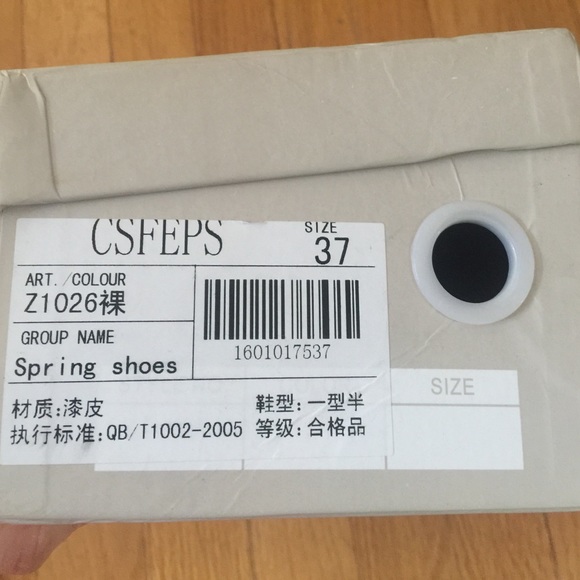 CSFEPS
SIZE
37
ART./COLOUR
Z1026裸
1601017537
GROUP NAME
Spring shoes
材质:漆皮 鞋型:一型半
执行标准:QB/T1002-2005 等级:合格品
SIZE